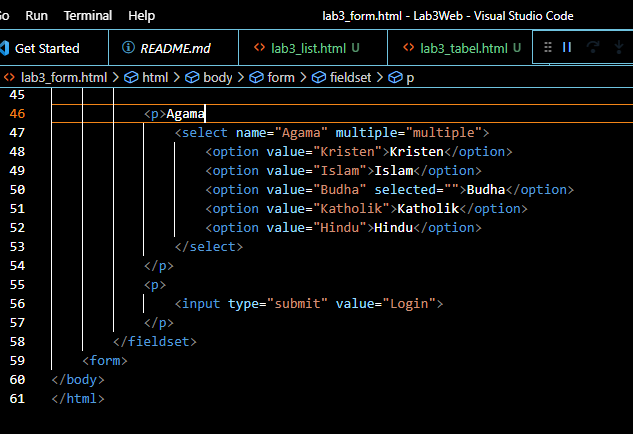 Run Terminal Help lab3_form.html - Lab3Web - Visual Studio Code
Get Started README.md lab3_list.html U lab3_tabel.html U
lab3_form.html > html > body > form > fieldset > p
45
46 <p>Agama
47 <select name="Agama" multiple="multiple">
48 <option value="Kristen">Kristen</option>
49 <option value="Islam">Islam</option>
50 <option value="Budha" selected="">Budha</option>
51 <option value="Katholik">Katholik</option>
52 <option value="Hindu">Hindu</option>
53 </select>
54 </p>
55 <p>
56 <input type="submit" value="Login">
57 </p>
58 </fieldset>
59 <form>
60 </body>
61 </html>